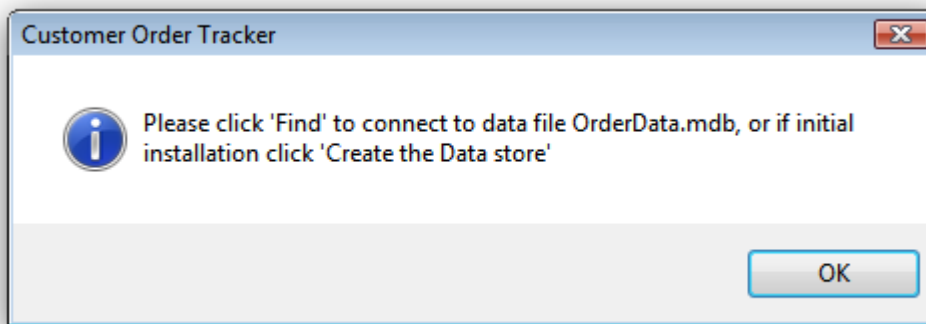 Customer Order Tracker
Please click 'Find' to connect to data file OrderData.mdb, or if initial
installation click 'Create the Data store'
OK